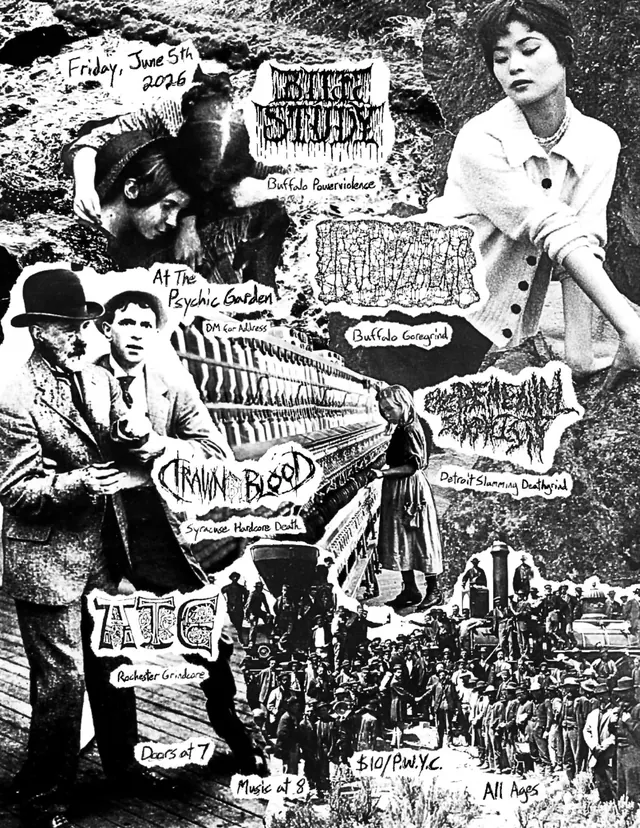 Friday, June 5th
2026
STUDY
Buffalo Powerviolence
At The
Psychic Garden
DM for Address
Buffalo Goregrind
Detroit Slamming Deathgrind
DRAWN BLOOD
Syracuse Hardcore Death
Rochester Grindcore
Doors at 7
Music at 8
$10/P.W.Y.C.
All Ages